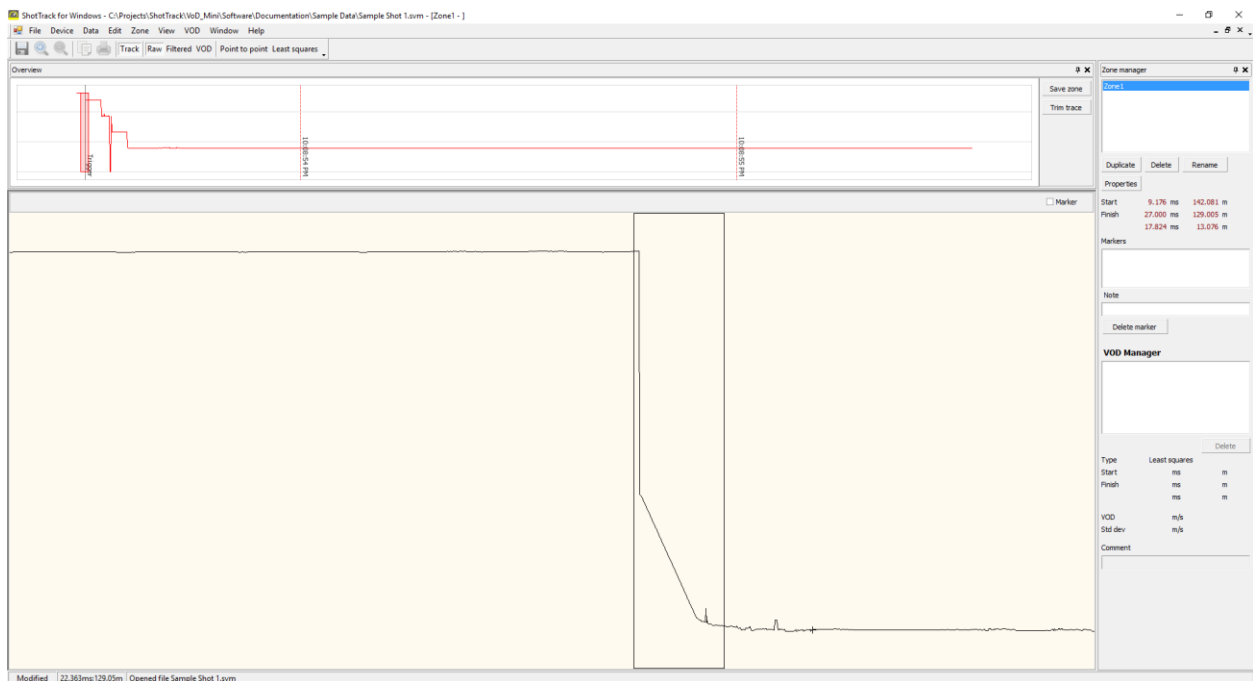 ShotTrack for Windows - C:\Projects\ShotTrack\VoD_Mini\Software\Documentation\Sample Data\Sample Shot 1.svm - [Zone1 - ]
File Device Data Edit Zone View VOD Window Help
Track Raw Filtered VOD Point to point Least squares
Overview
Trigger
10:08:54 PM
10:08:55 PM
Save zone
Trim trace
Marker
Zone manager
Zone1
Duplicate Delete Rename
Properties
Start 9.176 ms 142.081 m
Finish 27.000 ms 129.005 m
17.824 ms 13.076 m
Markers
Note
Delete marker
VOD Manager
Delete
Type Least squares
Start ms m
Finish ms m
ms m
VOD m/s
Std dev m/s
Comment
Modified 22.363ms:129.05m Opened file Sample Shot 1.svm